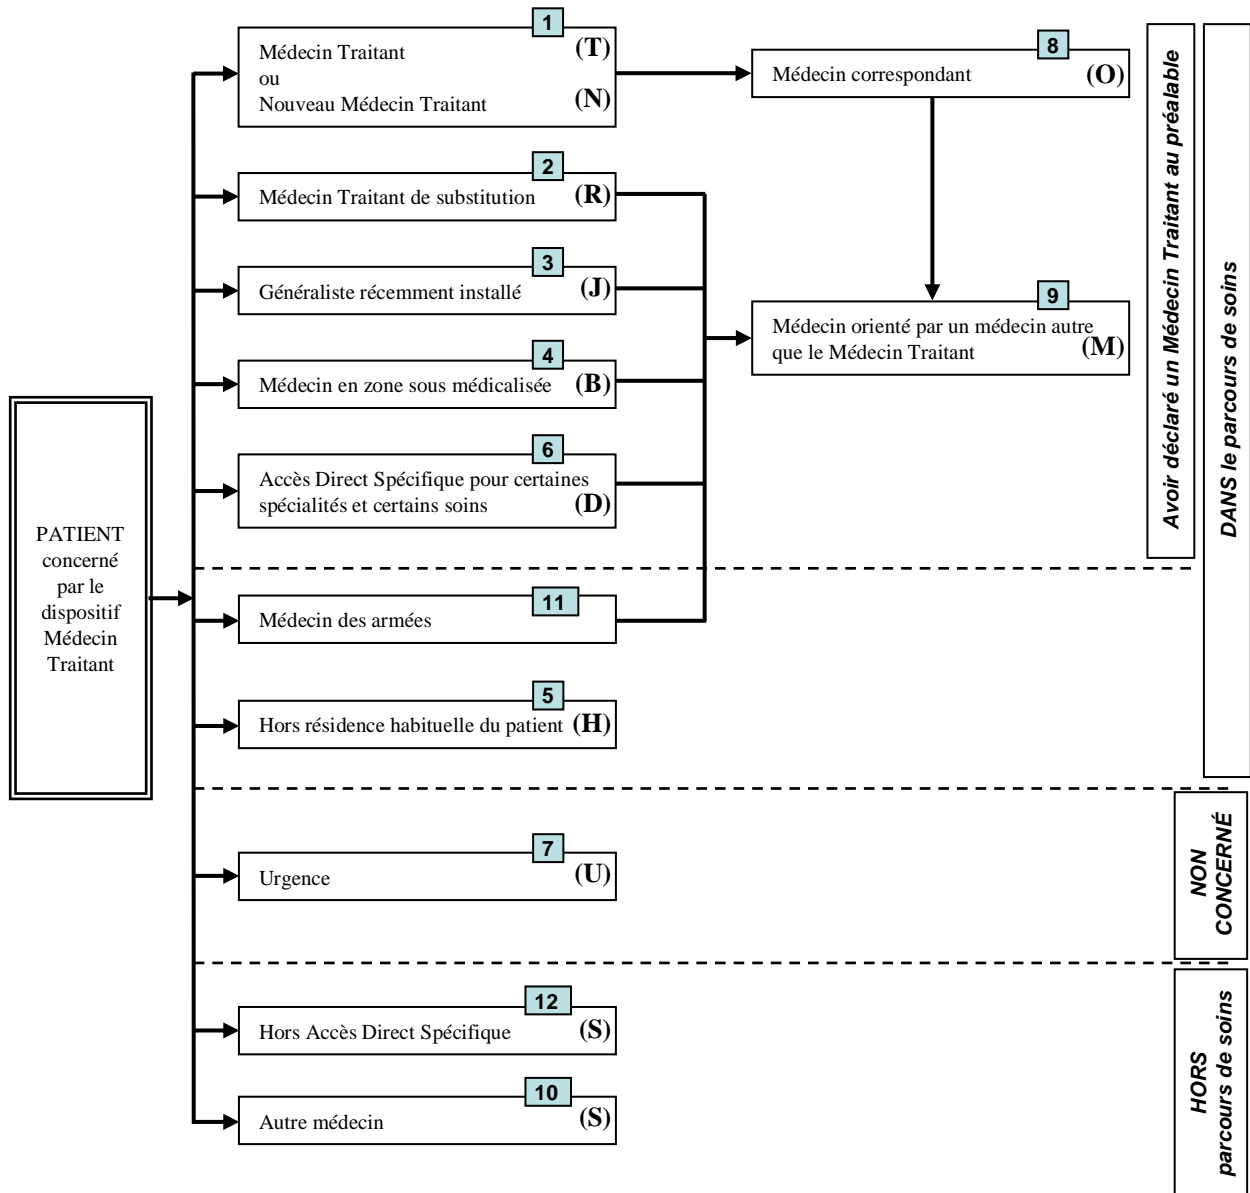 1
Médecin Traitant (T)
ou
Nouveau Médecin Traitant (N)
8
Médecin correspondant (O)
2
Médecin Traitant de substitution (R)
3
Généraliste récemment installé (J)
9
Médecin orienté par un médecin autre
que le Médecin Traitant (M)
4
Médecin en zone sous médicalisée (B)
6
Accès Direct Spécifique pour certaines
spécialités et certains soins (D)
PATIENT
concerné
par le
dispositif
Médecin
Traitant
11
Médecin des armées
5
Hors résidence habituelle du patient (H)
7
Urgence (U)
12
Hors Accès Direct Spécifique (S)
10
Autre médecin (S)
Avoir déclaré un Médecin Traitant au préalable
DANS le parcours de soins
NON
CONCERNÉ
HORS
parcours de soins